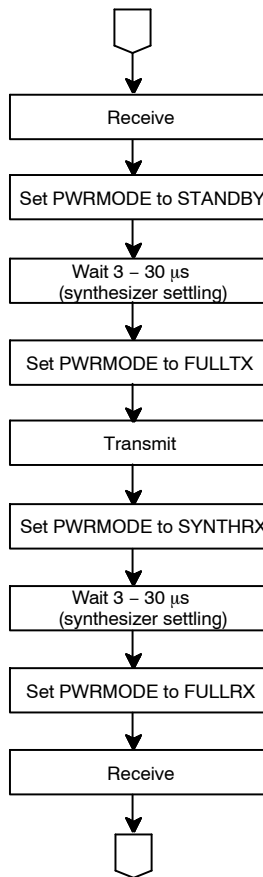 Receive
Set PWRMODE to STANDBY
Wait 3 – 30 μs
(synthesizer settling)
Set PWRMODE to FULLTX
Transmit
Set PWRMODE to SYNTHRX
Wait 3 – 30 μs
(synthesizer settling)
Set PWRMODE to FULLRX
Receive